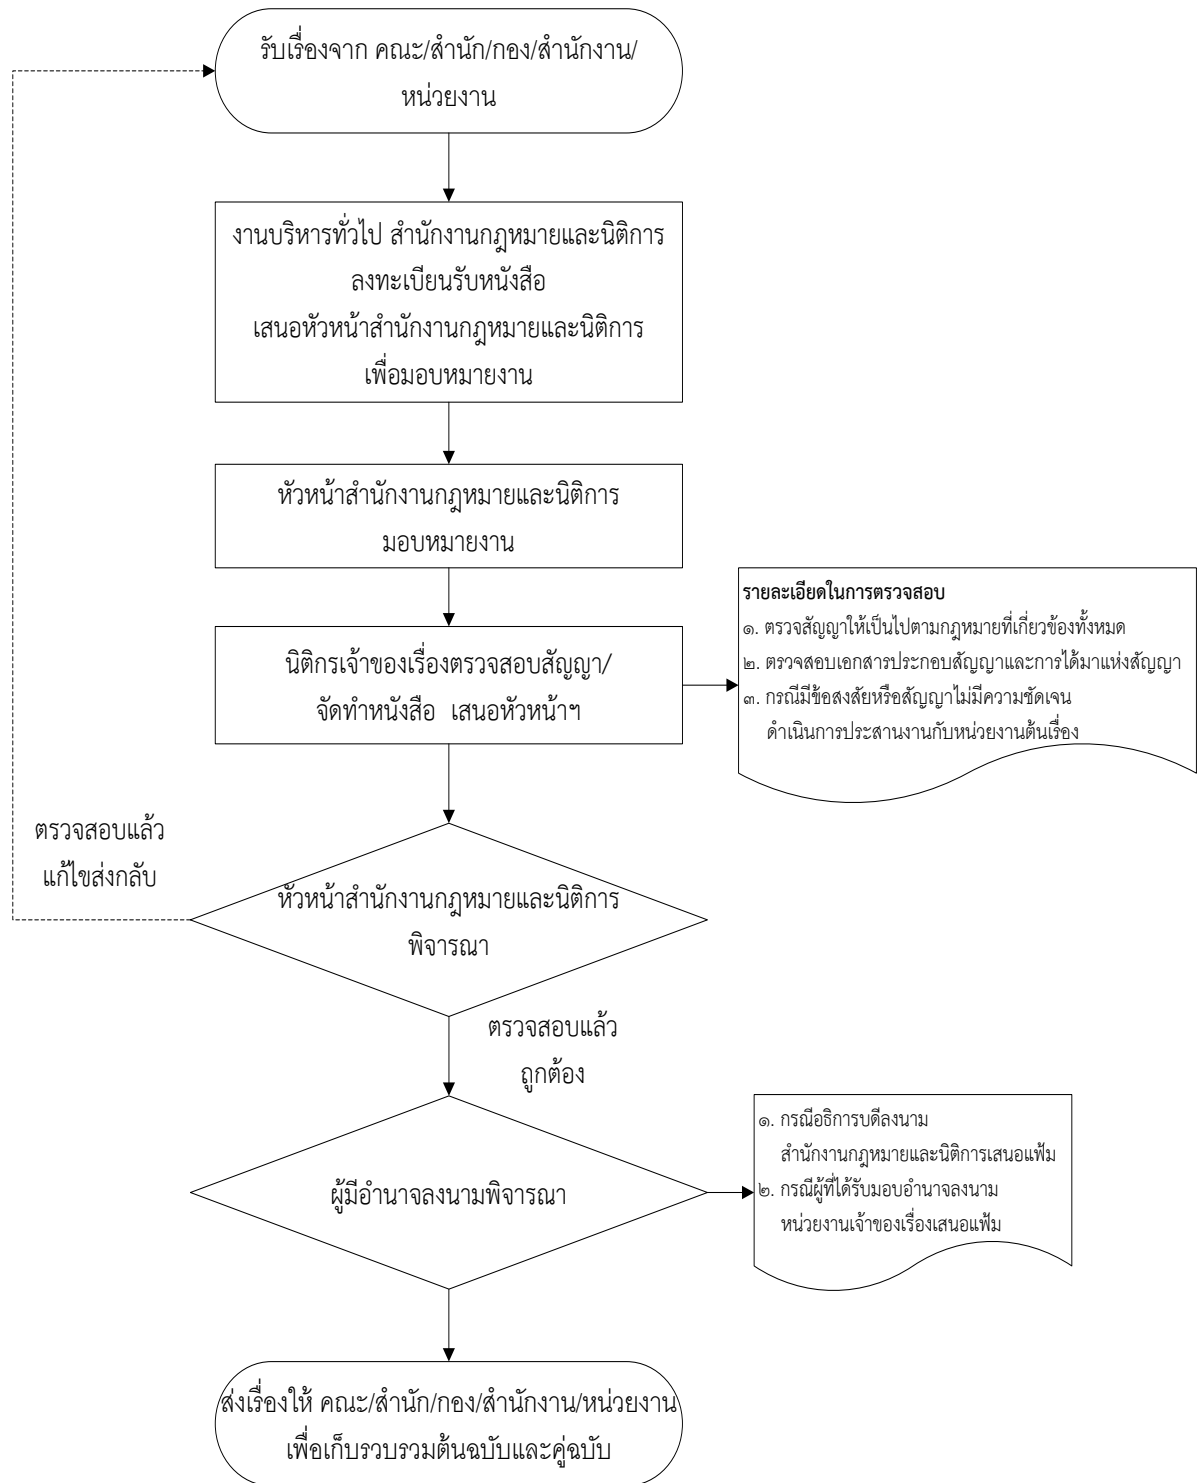 รับเรื่องจาก คณะ/สำนัก/กอง/สำนักงาน/
หน่วยงาน
งานบริหารทั่วไป สำนักงานกฎหมายและนิติการ
ลงทะเบียนรับหนังสือ
เสนอหัวหน้าสำนักงานกฎหมายและนิติการ
เพื่อมอบหมายงาน
หัวหน้าสำนักงานกฎหมายและนิติการ
มอบหมายงาน
นิติกรเจ้าของเรื่องตรวจสอบสัญญา/
จัดทำหนังสือ เสนอหัวหน้าฯ
รายละเอียดในการตรวจสอบ
๑. ตรวจสัญญาให้เป็นไปตามกฎหมายที่เกี่ยวข้องทั้งหมด
๒. ตรวจสอบเอกสารประกอบสัญญาและการได้มาแห่งสัญญา
๓. กรณีมีข้อสงสัยหรือสัญญาไม่มีความชัดเจน
ดำเนินการประสานงานกับหน่วยงานต้นเรื่อง
ตรวจสอบแล้ว
แก้ไขส่งกลับ
หัวหน้าสำนักงานกฎหมายและนิติการ
พิจารณา
ตรวจสอบแล้ว
ถูกต้อง
ผู้มีอำนาจลงนามพิจารณา
๑. กรณีอธิการบดีลงนาม
สำนักงานกฎหมายและนิติการเสนอแฟ้ม
๒. กรณีผู้ที่ได้รับมอบอำนาจลงนาม
หน่วยงานเจ้าของเรื่องเสนอแฟ้ม
ส่งเรื่องให้ คณะ/สำนัก/กอง/สำนักงาน/หน่วยงาน
เพื่อเก็บรวบรวมต้นฉบับและคู่ฉบับ